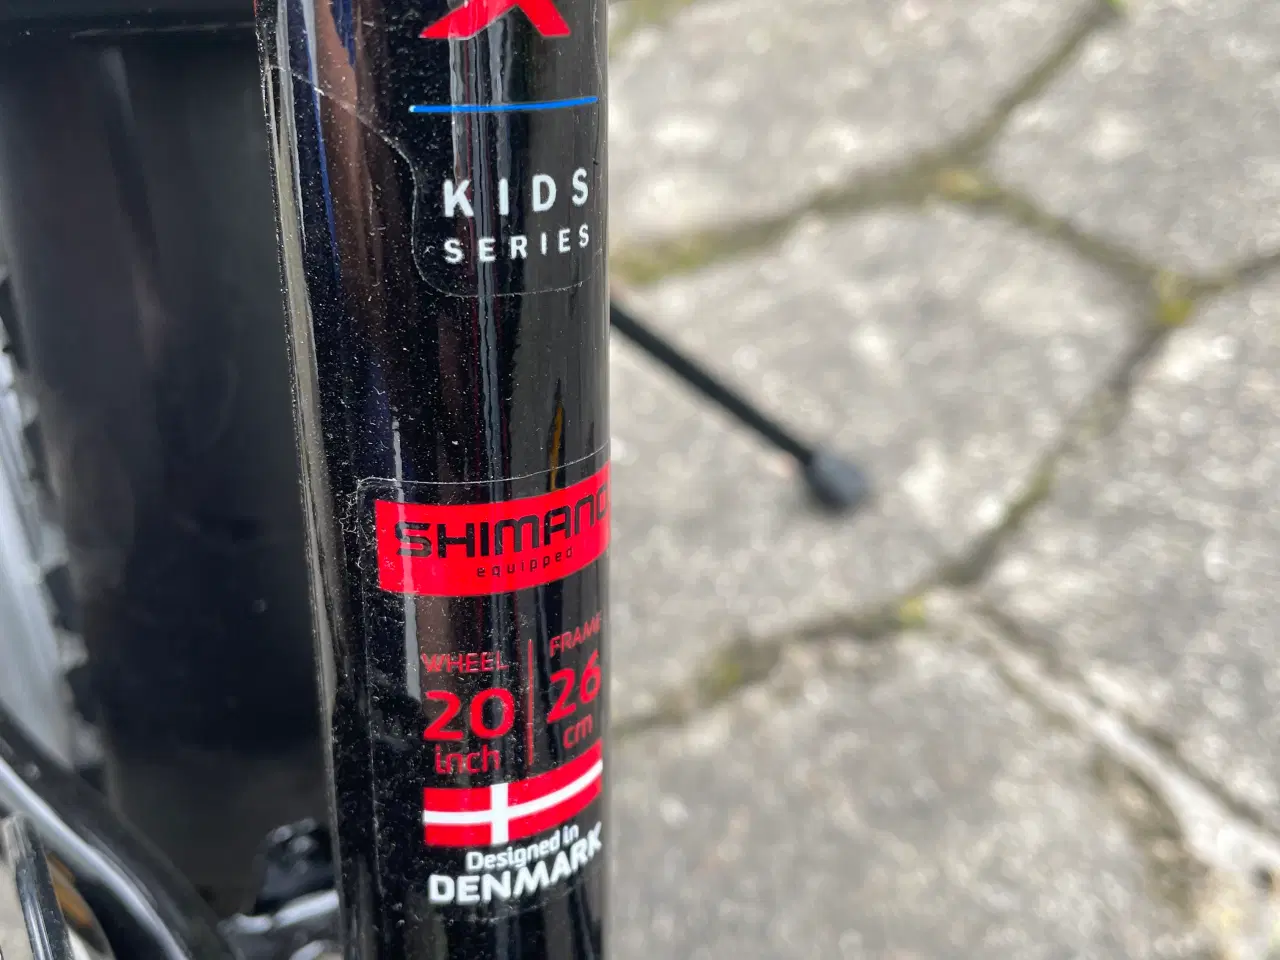 KIDS
SERIES
SHIMANO
equipped
WHEEL
20
inch
FRAME
26
cm
Designed in
DENMARK